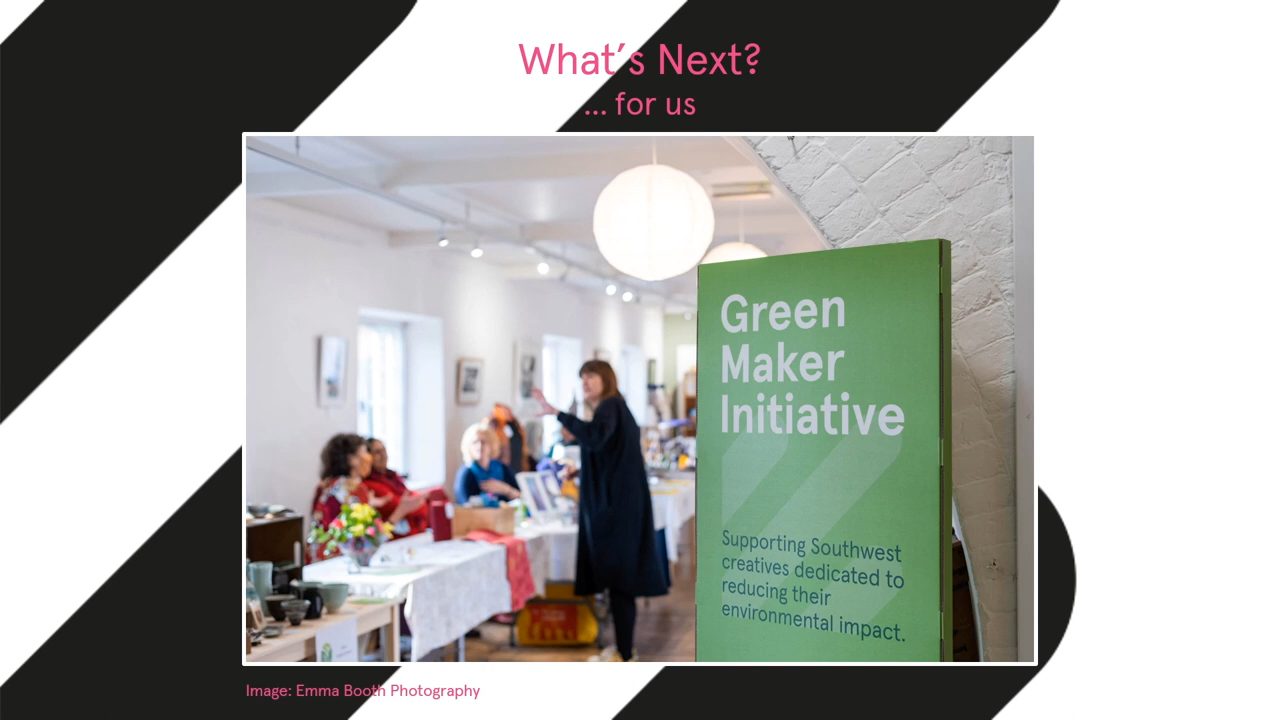 What’s Next?
... for us
Green
Maker
Initiative
Supporting Southwest
creatives dedicated to
reducing their
environmental impact.
Image: Emma Booth Photography